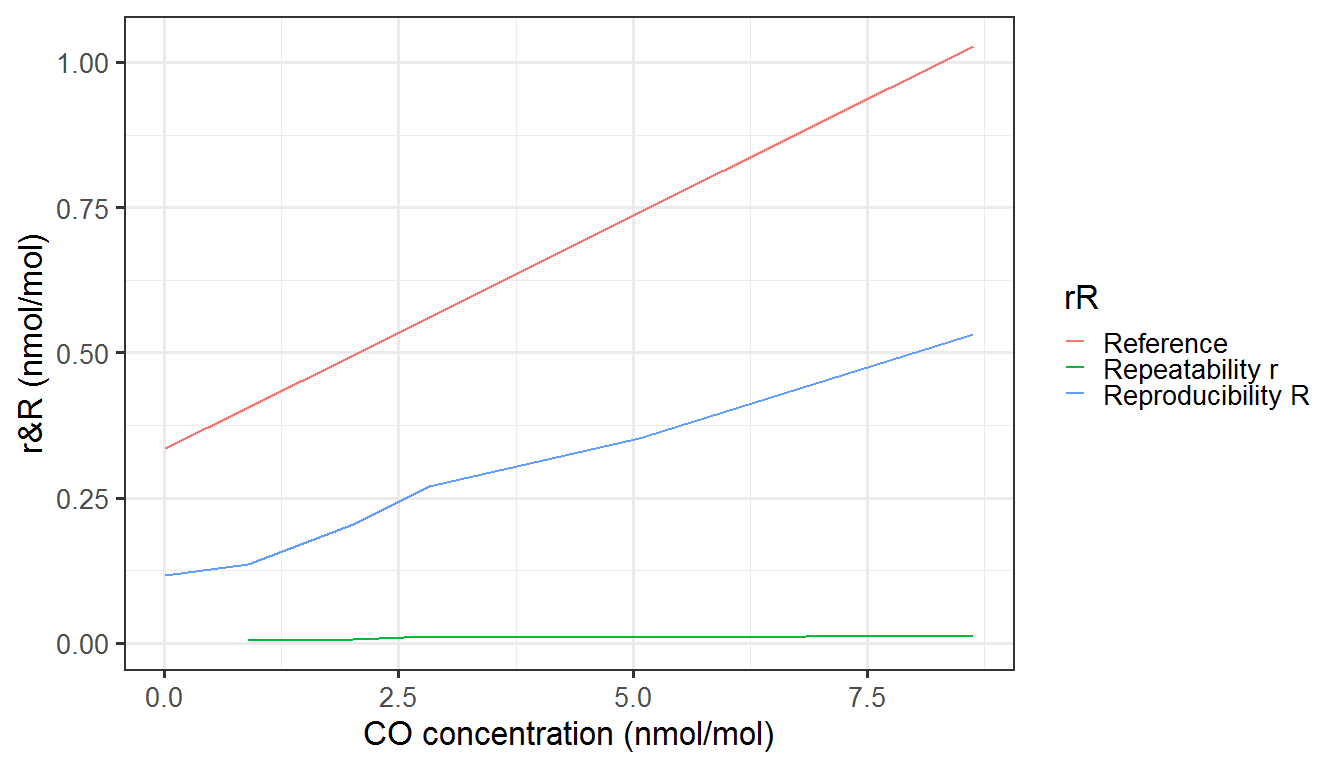 1.00
0.75
0.50
0.25
0.00
r&R (nmol/mol)
0.0
2.5
5.0
7.5
CO concentration (nmol/mol)
rR
Reference
Repeatability r
Reproducibility R